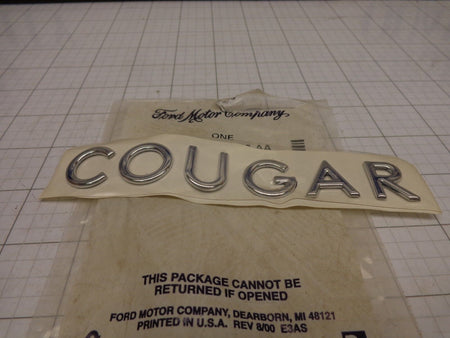 Ford Motor Company
ONE
AA
COUGAR
THIS PACKAGE CANNOT BE
RETURNED IF OPENED
FORD MOTOR COMPANY, DEARBORN, MI 48121
PRINTED IN U.S.A. REV 8/00 E3AS